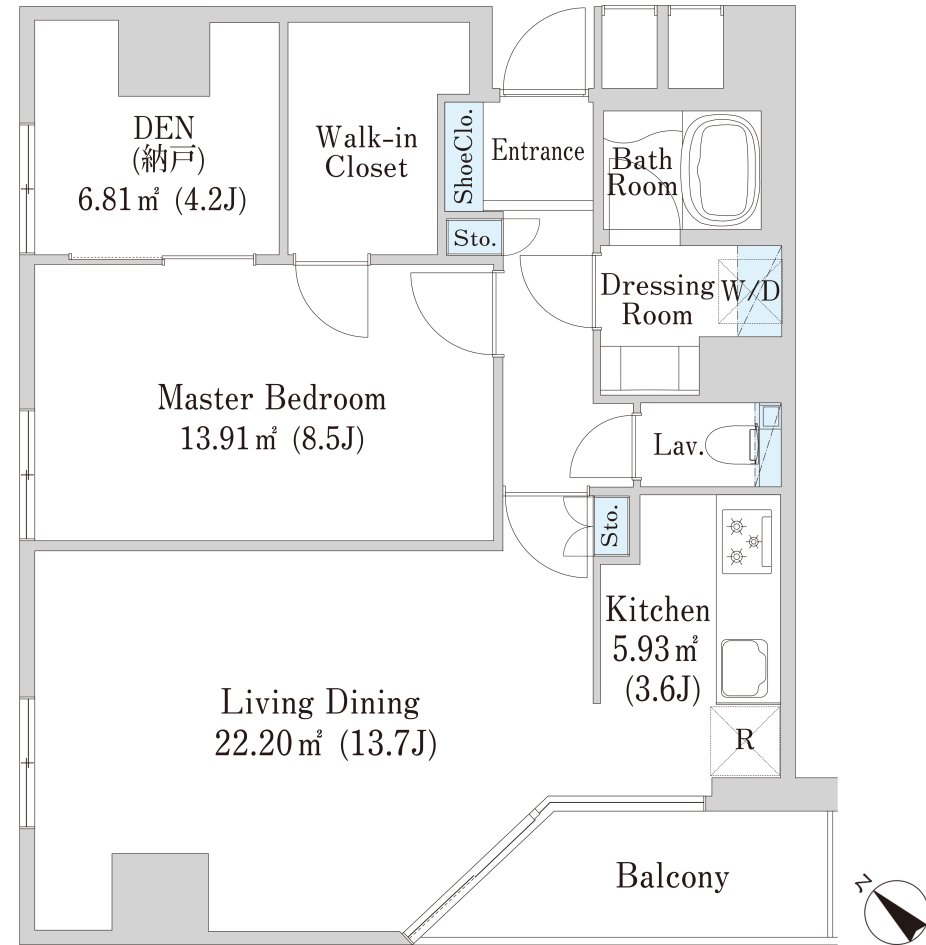 DEN
(納戸)
6.81㎡ (4.2J)
Walk-in
Closet
ShoeClo.
Entrance
Bath
Room
Sto.
Dressing
Room
W/D
Master Bedroom
13.91㎡ (8.5J)
Lav.
Sto.
Kitchen
5.93㎡
(3.6J)
Living Dining
22.20㎡ (13.7J)
R
Balcony
N